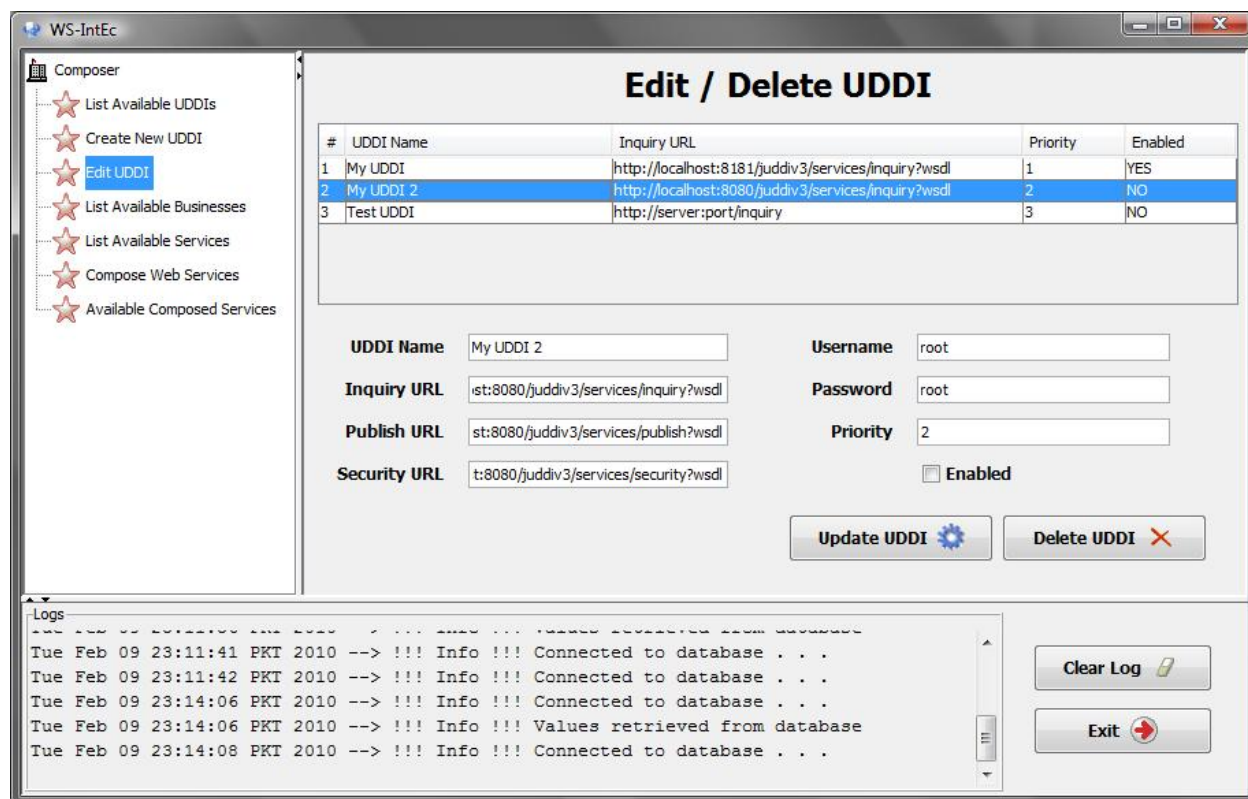 WS-IntEc
Composer
List Available UDDIs
Create New UDDI
Edit UDDI
List Available Businesses
List Available Services
Compose Web Services
Available Composed Services
Edit / Delete UDDI
# UDDI Name Inquiry URL Priority Enabled
1 My UDDI http://localhost:8181/juddiv3/services/inquiry?wsdl 1 YES
2 My UDDI 2 http://localhost:8080/juddiv3/services/inquiry?wsdl 2 NO
3 Test UDDI http://server:port/inquiry 3 NO
UDDI Name My UDDI 2 Username root
Inquiry URL st:8080/juddiv3/services/inquiry?wsdl Password root
Publish URL st:8080/juddiv3/services/publish?wsdl Priority 2
Security URL t:8080/juddiv3/services/security?wsdl Enabled
Update UDDI Delete UDDI
Logs
Tue Feb 09 23:11:41 PKT 2010 --> !!! Info !!! Connected to database . . .
Tue Feb 09 23:11:42 PKT 2010 --> !!! Info !!! Connected to database . . .
Tue Feb 09 23:14:06 PKT 2010 --> !!! Info !!! Connected to database . . .
Tue Feb 09 23:14:06 PKT 2010 --> !!! Info !!! Values retrieved from database
Tue Feb 09 23:14:08 PKT 2010 --> !!! Info !!! Connected to database . . .
Clear Log
Exit